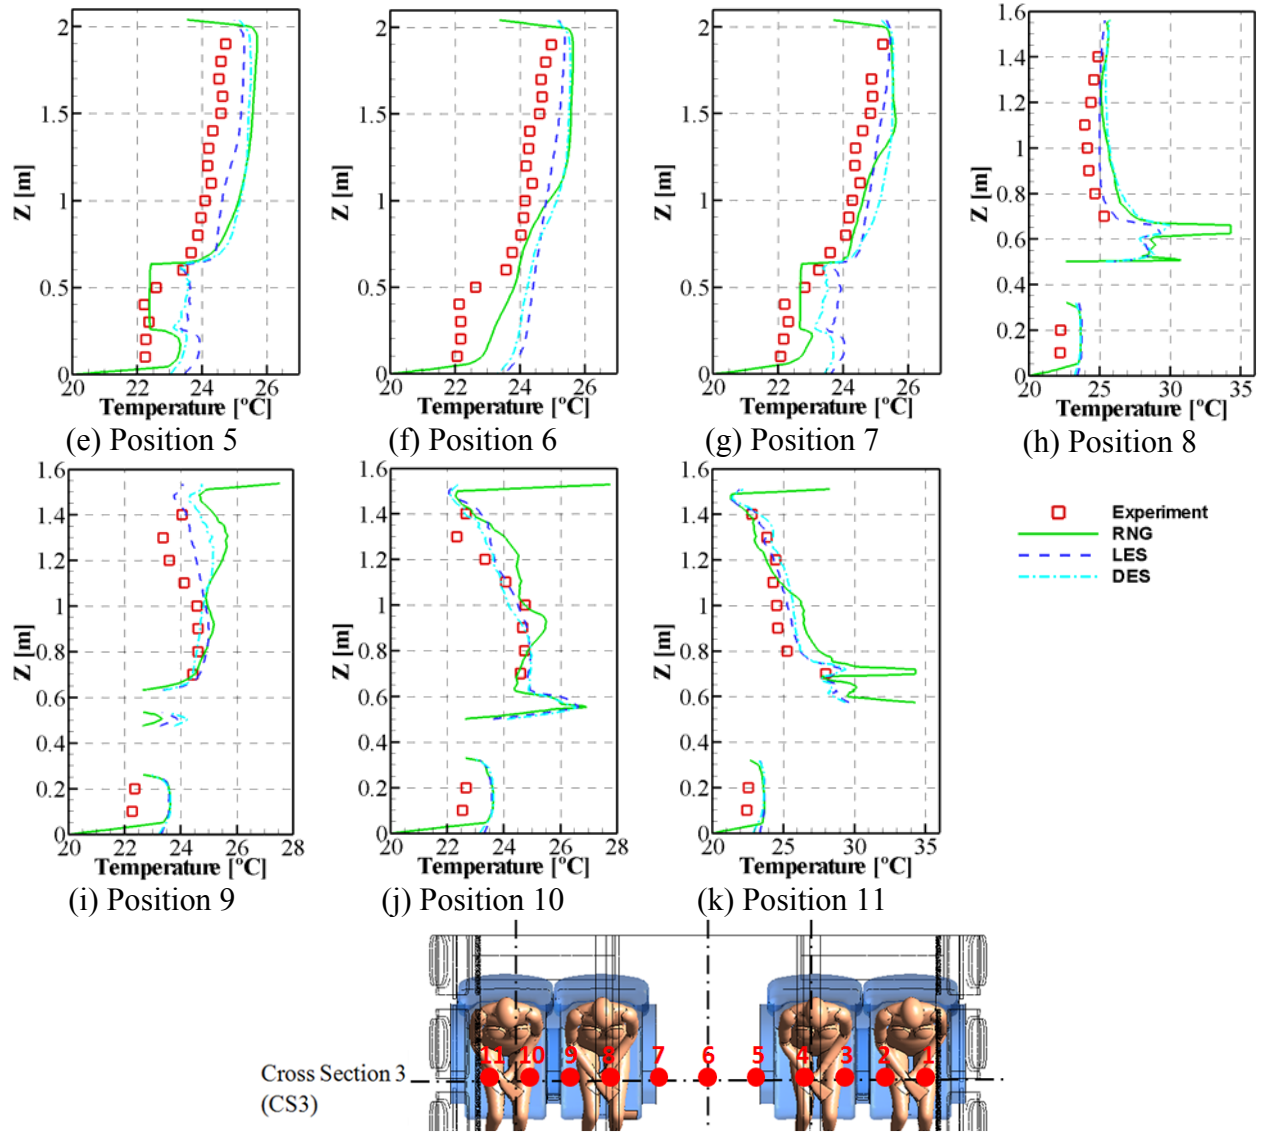 2
1.5
1
0.5
0
Z [m]
20 22 24 26
Temperature [°C]
(e) Position 5
2
1.5
1
0.5
0
Z [m]
20 22 24 26
Temperature [°C]
(f) Position 6
2
1.5
1
0.5
0
Z [m]
20 22 24 26
Temperature [°C]
(g) Position 7
1.6
1.4
1.2
1
0.8
0.6
0.4
0.2
0
Z [m]
20 25 30 35
Temperature [°C]
(h) Position 8
1.6
1.4
1.2
1
0.8
0.6
0.4
0.2
0
Z [m]
20 22 24 26 28
Temperature [°C]
(i) Position 9
1.6
1.4
1.2
1
0.8
0.6
0.4
0.2
0
Z [m]
20 22 24 26 28
Temperature [°C]
(j) Position 10
1.6
1.4
1.2
1
0.8
0.6
0.4
0.2
0
Z [m]
20 25 30 35
Temperature [°C]
(k) Position 11
Experiment
RNG
LES
DES
11 10 9 8 7 6 5 4 3 2 1
Cross Section 3
(CS3)